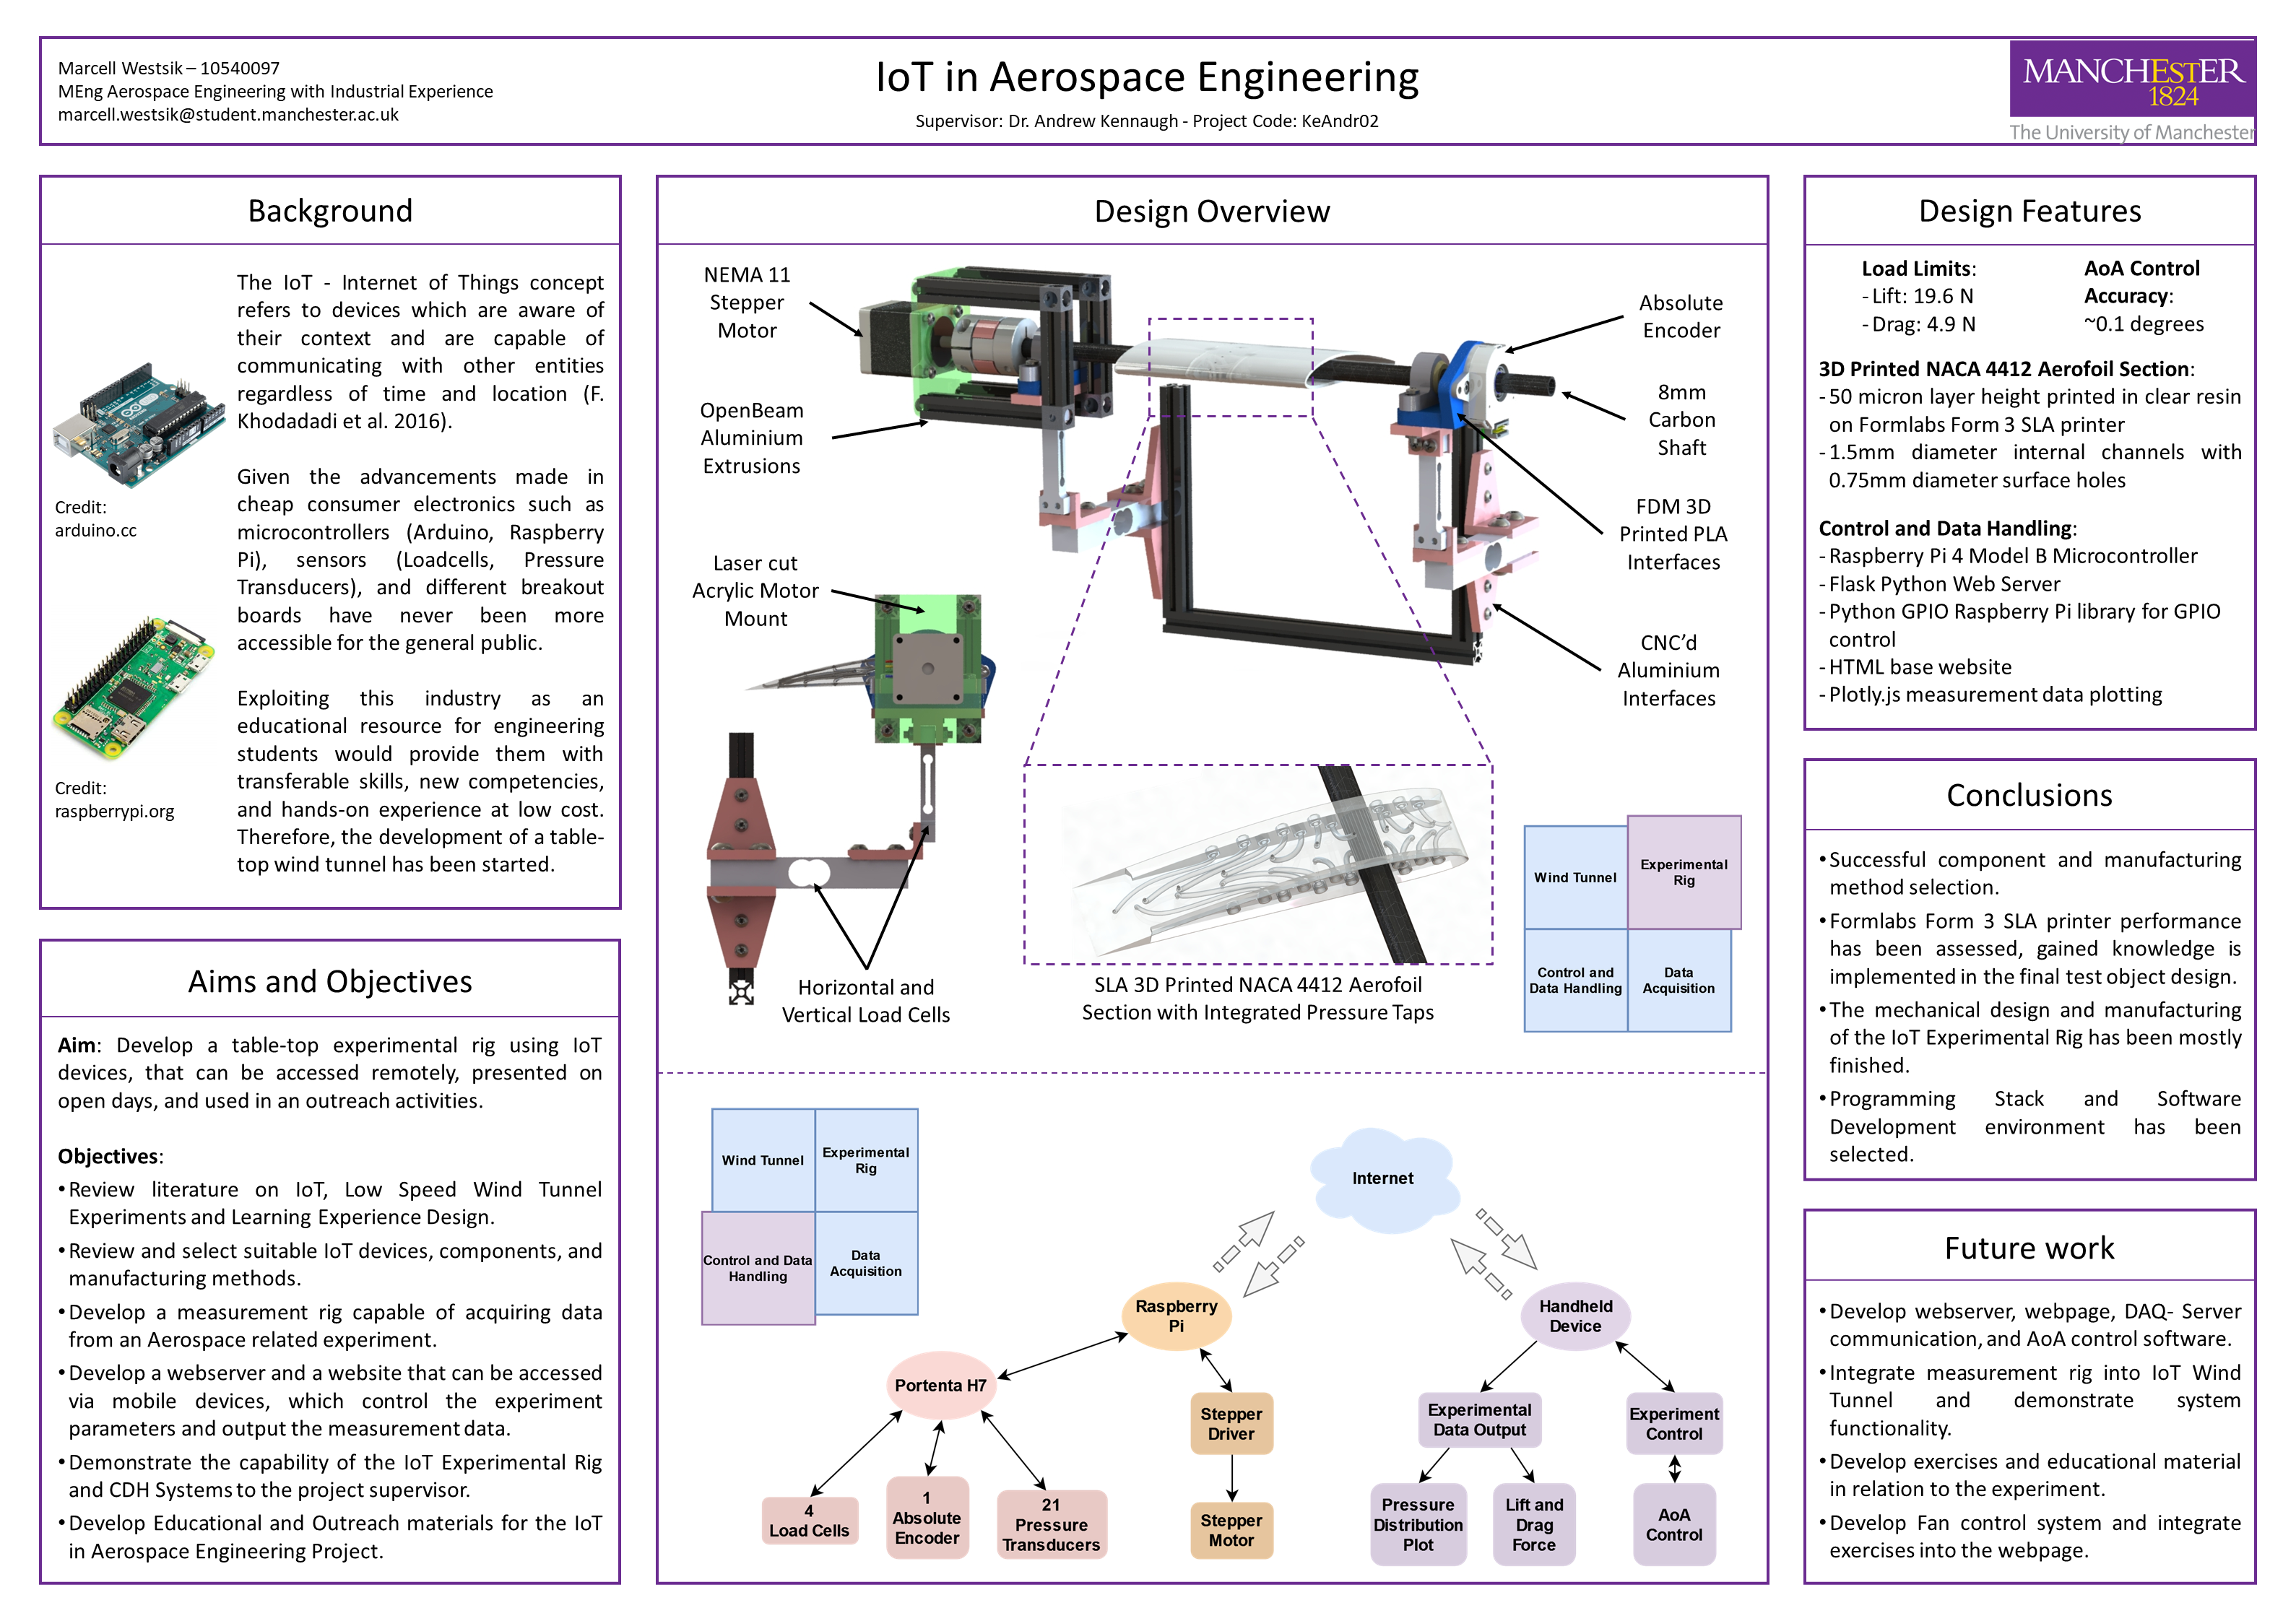 Marcell Westsik – 10540097
MEng Aerospace Engineering with Industrial Experience
marcell.westsik@student.manchester.ac.uk
IoT in Aerospace Engineering
Supervisor: Dr. Andrew Kennaugh - Project Code: KeAndr02
MANCHESTER
1824
The University of Manchester
Background
The IoT - Internet of Things concept
refers to devices which are aware of
their context and are capable of
communicating with other entities
regardless of time and location (F.
Khodadadi et al. 2016).
Given the advancements made in
cheap consumer electronics such as
microcontrollers (Arduino, Raspberry
Pi), sensors (Loadcells, Pressure
Transducers), and different breakout
boards have never been more
accessible for the general public.
Exploiting this industry as an
educational resource for engineering
students would provide them with
transferable skills, new competencies,
and hands-on experience at low cost.
Therefore, the development of a table-
top wind tunnel has been started.
Credit:
arduino.cc
Credit:
raspberrypi.org
Aims and Objectives
Aim: Develop a table-top experimental rig using IoT
devices, that can be accessed remotely, presented on
open days, and used in an outreach activities.
Objectives:
•Review literature on IoT, Low Speed Wind Tunnel
Experiments and Learning Experience Design.
•Review and select suitable IoT devices, components, and
manufacturing methods.
•Develop a measurement rig capable of acquiring data
from an Aerospace related experiment.
•Develop a webserver and a website that can be accessed
via mobile devices, which control the experiment
parameters and output the measurement data.
•Demonstrate the capability of the IoT Experimental Rig
and CDH Systems to the project supervisor.
•Develop Educational and Outreach materials for the IoT
in Aerospace Engineering Project.
Design Overview
NEMA 11
Stepper
Motor
OpenBeam
Aluminium
Extrusions
Laser cut
Acrylic Motor
Mount
Absolute
Encoder
8mm
Carbon
Shaft
FDM 3D
Printed PLA
Interfaces
CNC'd
Aluminium
Interfaces
Horizontal and
Vertical Load Cells
SLA 3D Printed NACA 4412 Aerofoil
Section with Integrated Pressure Taps
Wind Tunnel
Experimental
Rig
Control and
Data Handling
Data
Acquisition
Wind Tunnel
Experimental
Rig
Control and Data
Handling
Data
Acquisition
Internet
Raspberry
Pi
Handheld
Device
Portenta H7
Stepper
Driver
Experimental
Data Output
Experiment
Control
4
Load Cells
1
Absolute
Encoder
21
Pressure
Transducers
Stepper
Motor
Pressure
Distribution
Plot
Lift and
Drag
Force
AoA
Control
Design Features
Load Limits:
- Lift: 19.6 N
- Drag: 4.9 N
AoA Control
Accuracy:
~0.1 degrees
3D Printed NACA 4412 Aerofoil Section:
- 50 micron layer height printed in clear resin
on Formlabs Form 3 SLA printer
- 1.5mm diameter internal channels with
0.75mm diameter surface holes
Control and Data Handling:
- Raspberry Pi 4 Model B Microcontroller
- Flask Python Web Server
- Python GPIO Raspberry Pi library for GPIO
control
- HTML base website
- Plotly.js measurement data plotting
Conclusions
•Successful component and manufacturing
method selection.
•Formlabs Form 3 SLA printer performance
has been assessed, gained knowledge is
implemented in the final test object design.
•The mechanical design and manufacturing
of the IoT Experimental Rig has been mostly
finished.
•Programming Stack and Software
Development environment has been
selected.
Future work
•Develop webserver, webpage, DAQ- Server
communication, and AoA control software.
•Integrate measurement rig into IoT Wind
Tunnel and demonstrate system
functionality.
•Develop exercises and educational material
in relation to the experiment.
•Develop Fan control system and integrate
exercises into the webpage.